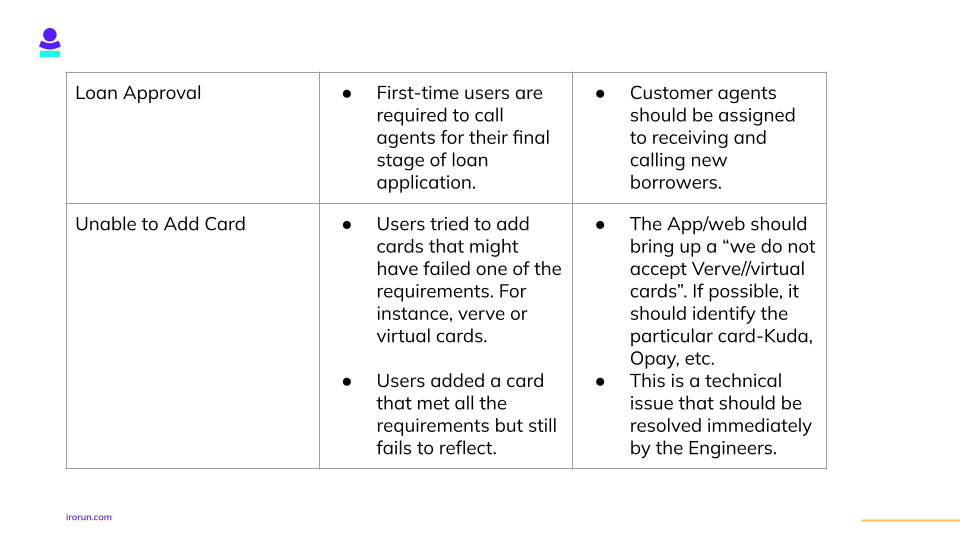 Loan Approval
● First-time users are
required to call
agents for their final
stage of loan
application.
● Customer agents
should be assigned
to receiving and
calling new
borrowers.
Unable to Add Card
● Users tried to add
cards that might
have failed one of the
requirements. For
instance, verve or
virtual cards.
● Users added a card
that met all the
requirements but still
fails to reflect.
● The App/web should
bring up a “we do not
accept Verve//virtual
cards”. If possible, it
should identify the
particular card-Kuda,
Opay, etc.
● This is a technical
issue that should be
resolved immediately
by the Engineers.
irorun.com